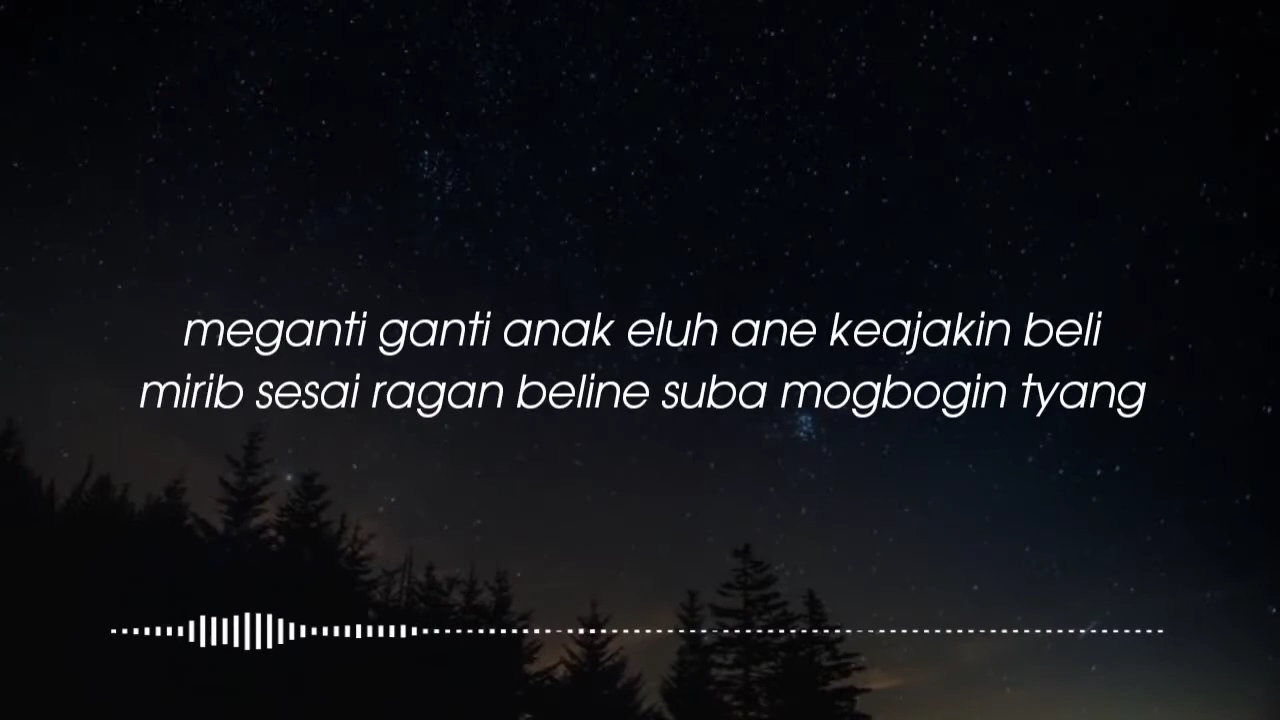 meganti ganti anak eluh ane keajakin beli
mirib sesai ragan beline suba mogbogin tyang